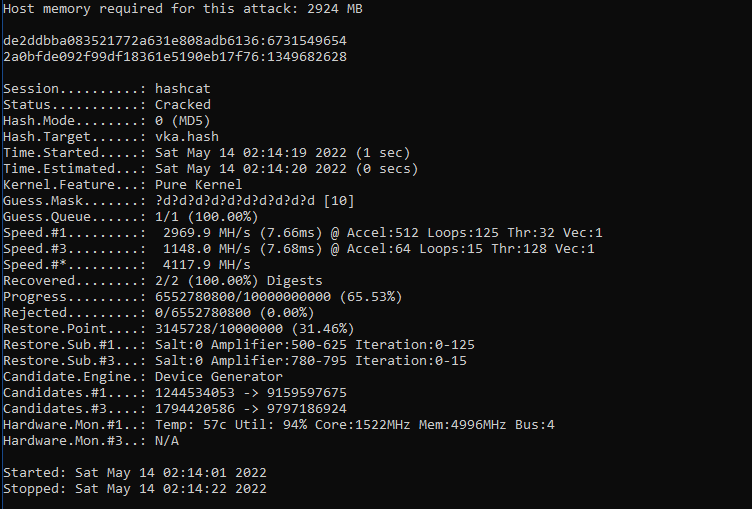 Host memory required for this attack: 2924 MB
de2ddbba083521772a631e808adb6136:6731549654
2a0bfde092f99df18361e5190eb17f76:1349682628
Session..........: hashcat
Status...........: Cracked
Hash.Mode........: 0 (MD5)
Hash.Target......: vka.hash
Time.Started.....: Sat May 14 02:14:19 2022 (1 sec)
Time.Estimated...: Sat May 14 02:14:20 2022 (0 secs)
Kernel.Feature...: Pure Kernel
Guess.Mask.......: ?d?d?d?d?d?d?d?d?d?d [10]
Guess.Queue......: 1/1 (100.00%)
Speed.#1.........:  2969.9 MH/s (7.66ms) @ Accel:512 Loops:125 Thr:32 Vec:1
Speed.#3.........:  1148.0 MH/s (7.68ms) @ Accel:64 Loops:15 Thr:128 Vec:1
Speed.#*.........:  4117.9 MH/s
Recovered........: 2/2 (100.00%) Digests
Progress.........: 6552780800/10000000000 (65.53%)
Rejected.........: 0/6552780800 (0.00%)
Restore.Point....: 3145728/10000000 (31.46%)
Restore.Sub.#1...: Salt:0 Amplifier:500-625 Iteration:0-125
Restore.Sub.#3...: Salt:0 Amplifier:780-795 Iteration:0-15
Candidate.Engine.: Device Generator
Candidates.#1....: 1244534053 -> 9159597675
Candidates.#3....: 1794420586 -> 9797186924
Hardware.Mon.#1..: Temp: 57c Util: 94% Core:1522MHz Mem:4996MHz Bus:4
Hardware.Mon.#3..: N/A
Started: Sat May 14 02:14:01 2022
Stopped: Sat May 14 02:14:22 2022